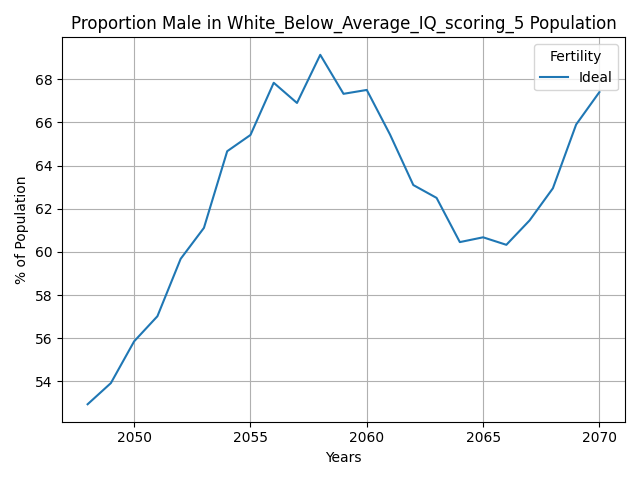 Proportion Male in White_Below_Average_IQ_scoring_5 Population
Fertility
Ideal
% of Population
68
66
64
62
60
58
56
54
2050
2055
2060
2065
2070
Years